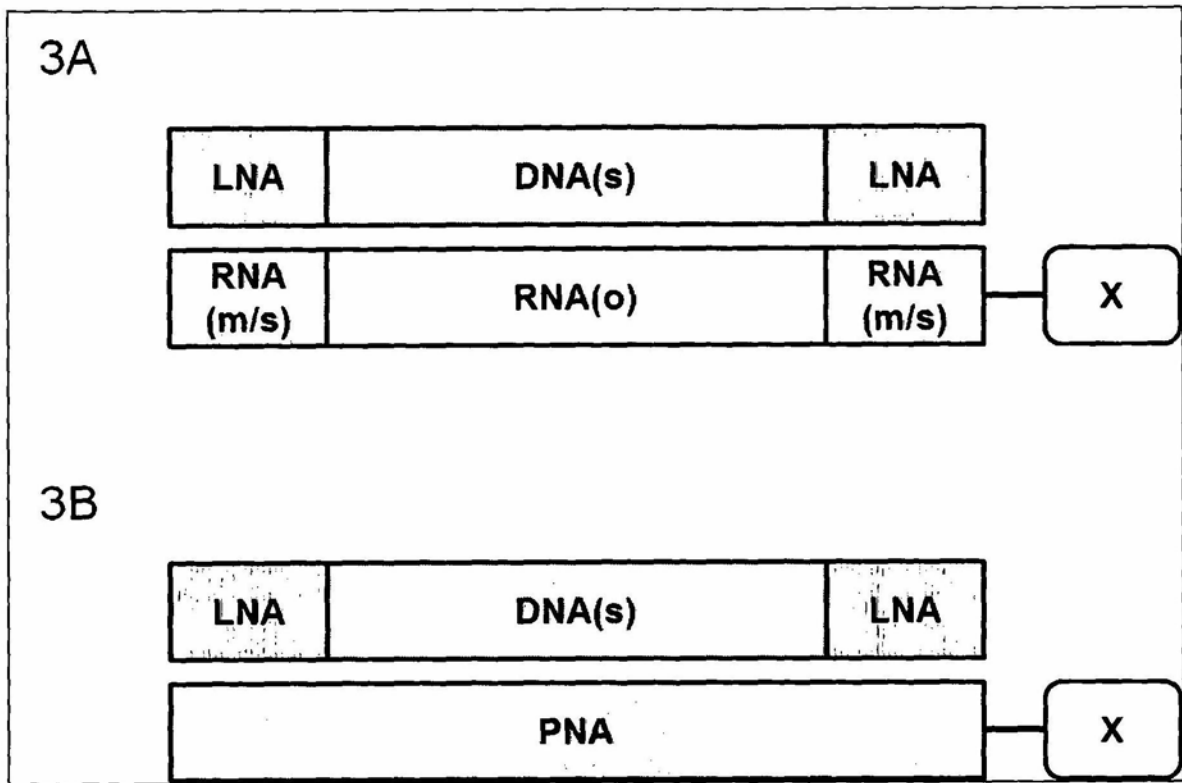 3A
LNA DNA(s) LNA
RNA RNA(o) RNA X
(m/s) (m/s)
3B
LNA DNA(s) LNA
PNA X